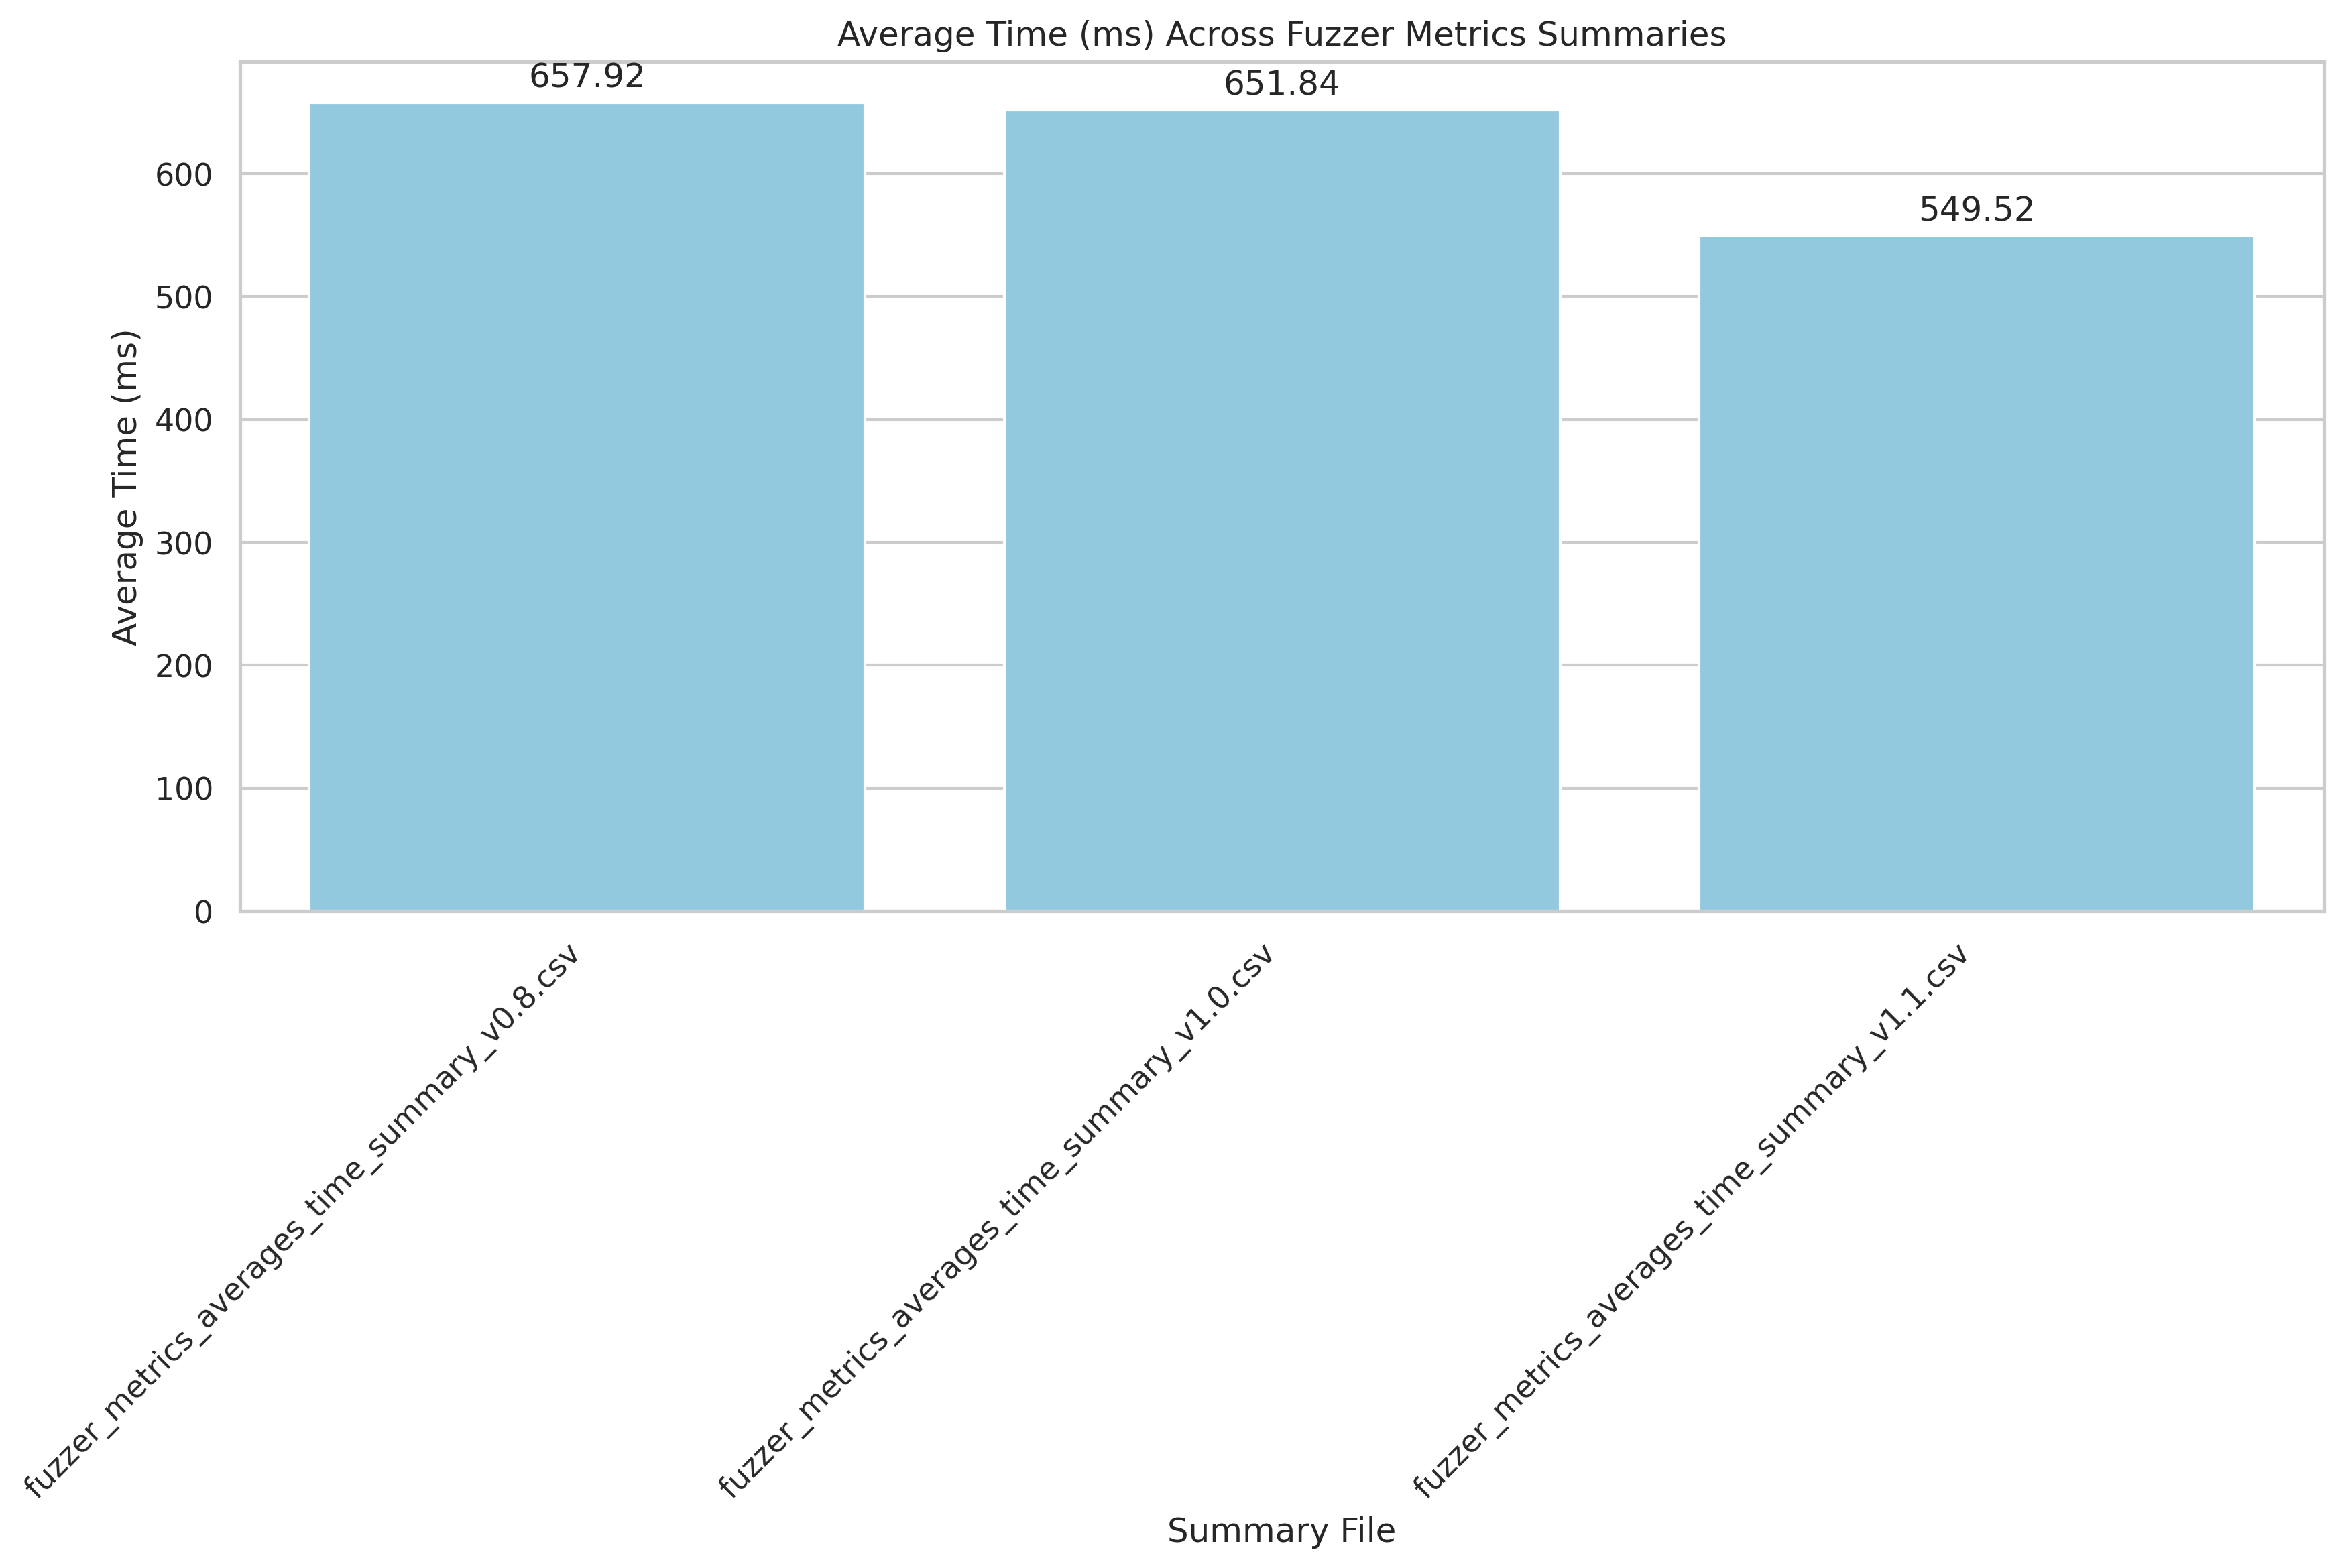 Average Time (ms) Across Fuzzer Metrics Summaries
657.92
651.84
549.52
Average Time (ms)
600
500
400
300
200
100
0
fuzzer_metrics_averages_time_summary_v0.8.csv
fuzzer_metrics_averages_time_summary_v1.0.csv
fuzzer_metrics_averages_time_summary_v1.1.csv
Summary File